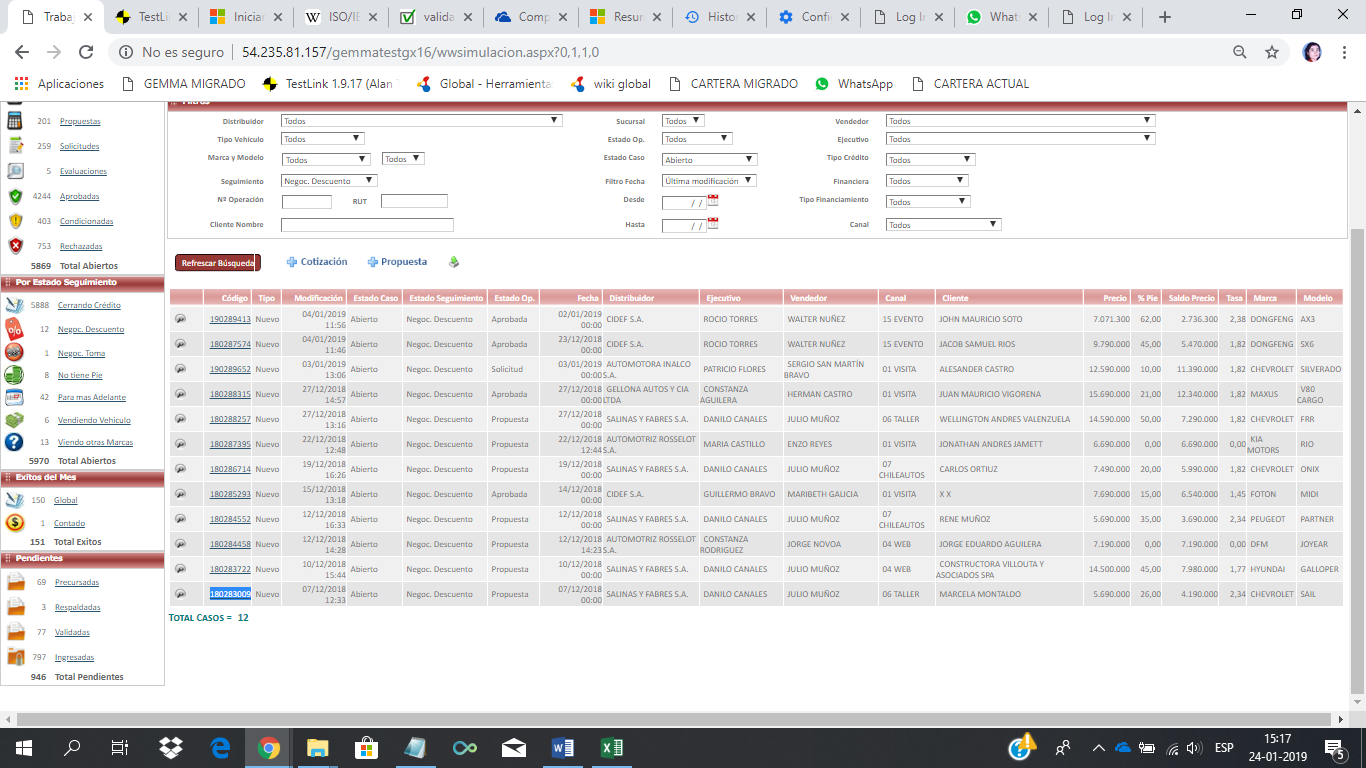 Trabaj
TestLi
Iniciar
ISO/IE
valida
Comp
Resur
Histor
Config
Log In
Whats
Log In
No es seguro
54.235.81.157/gemmatestgx16/wwsimulacion.aspx?0,1,1,0
Aplicaciones
GEMMA MIGRADO
TestLink 1.9.17 (Alan
Global - Herramienta
wiki global
CARTERA MIGRADO
WhatsApp
CARTERA ACTUAL
201 Propuestas
259 Solicitudes
5 Evaluaciones
4244 Aprobadas
403 Condicionadas
753 Rechazadas
5869 Total Abiertos
Por Estado Seguimiento
5888 Cerrando Crédito
12 Negoc. Descuento
1 Negoc. Toma
8 No tiene Pie
42 Para mas Adelante
6 Vendiendo Vehiculo
13 Viendo otras Marcas
5970 Total Abiertos
Exitos del Mes
150 Global
1 Contado
151 Total Exitos
Pendientes
69 Precursadas
3 Respaldadas
77 Validadas
797 Ingresadas
946 Total Pendientes
Filtros
Distribuidor Todos Sucursal Todos Vendedor Todos
Tipo Vehículo Todos Estado Op. Todos Ejecutivo Todos
Marca y Modelo Todos Todos Estado Caso Abierto Tipo Crédito Todos
Seguimiento Negoc. Descuento Filtro Fecha Última modificación Financiera Todos
Nº Operación RUT Desde / / Tipo Financiamiento Todos
Cliente Nombre Hasta / / Canal Todos
Refrescar Búsqueda Cotización Propuesta
Código Tipo Modificación Estado Caso Estado Seguimiento Estado Op. Fecha Distribuidor Ejecutivo Vendedor Canal Cliente Precio % Pie Saldo Precio Tasa Marca Modelo
190289413 Nuevo 04/01/2019 11:56 Abierto Negoc. Descuento Aprobada 02/01/2019 00:00 CIDEF S.A. ROCIO TORRES WALTER NUÑEZ 15 EVENTO JOHN MAURICIO SOTO 7.071.300 62,00 2.736.300 2,38 DONGFENG AX3
180287574 Nuevo 04/01/2019 11:46 Abierto Negoc. Descuento Aprobada 23/12/2018 00:00 CIDEF S.A. ROCIO TORRES WALTER NUÑEZ 15 EVENTO JACOB SAMUEL RIOS 9.790.000 45,00 5.470.000 1,82 DONGFENG SX6
190289652 Nuevo 03/01/2019 13:06 Abierto Negoc. Descuento Solicitud 03/01/2019 00:00 AUTOMOTORA INALCO S.A. PATRICIO FLORES SERGIO SAN MARTÍN BRAVO 01 VISITA ALESANDER CASTRO 12.590.000 10,00 11.390.000 1,82 CHEVROLET SILVERADO
180288315 Nuevo 27/12/2018 14:57 Abierto Negoc. Descuento Aprobada 27/12/2018 00:00 GELLONA AUTOS Y CIA LTDA CONSTANZA AGUILERA HERMAN CASTRO 01 VISITA JUAN MAURICIO VIGORENA 15.690.000 21,00 12.340.000 1,82 MAXUS V80 CARGO
180288257 Nuevo 27/12/2018 13:16 Abierto Negoc. Descuento Propuesta 27/12/2018 00:00 SALINAS Y FABRES S.A. DANILO CANALES JULIO MUÑOZ 06 TALLER WELLINGTON ANDRES VALENZUELA 14.590.000 50,00 7.290.000 1,82 CHEVROLET FRR
180287395 Nuevo 22/12/2018 12:48 Abierto Negoc. Descuento Propuesta 22/12/2018 12:44 AUTOMOTRIZ ROSSELOT S.A. MARIA CASTILLO ENZO REYES 01 VISITA JONATHAN ANDRES JAMETT 6.690.000 0,00 6.690.000 0,00 KIA MOTORS RIO
180286714 Nuevo 19/12/2018 16:26 Abierto Negoc. Descuento Propuesta 19/12/2018 00:00 SALINAS Y FABRES S.A. DANILO CANALES JULIO MUÑOZ 07 CHILEAUTOS CARLOS ORTIUZ 7.490.000 20,00 5.990.000 1,82 CHEVROLET ONIX
180285293 Nuevo 15/12/2018 13:18 Abierto Negoc. Descuento Aprobada 14/12/2018 00:00 CIDEF S.A. GUILLERMO BRAVO MARIBETH GALICIA 01 VISITA X X 7.690.000 15,00 6.540.000 1,45 FOTON MIDI
180284552 Nuevo 12/12/2018 16:33 Abierto Negoc. Descuento Propuesta 12/12/2018 00:00 SALINAS Y FABRES S.A. DANILO CANALES JULIO MUÑOZ 07 CHILEAUTOS RENE MUÑOZ 5.690.000 35,00 3.690.000 2,34 PEUGEOT PARTNER
180284458 Nuevo 12/12/2018 14:28 Abierto Negoc. Descuento Propuesta 12/12/2018 14:23 AUTOMOTRIZ ROSSELOT S.A. CONSTANZA RODRIGUEZ JORGE NOVOA 04 WEB JORGE EDUARDO AGUILERA 7.190.000 0,00 7.190.000 0,00 DFM JOYEAR
180283722 Nuevo 10/12/2018 15:44 Abierto Negoc. Descuento Propuesta 10/12/2018 00:00 SALINAS Y FABRES S.A. DANILO CANALES JULIO MUÑOZ 04 WEB CONSTRUCTORA VILLOUTA Y ASOCIADOS SPA 14.500.000 45,00 7.980.000 1,77 HYUNDAI GALLOPER
180283009 Nuevo 07/12/2018 12:33 Abierto Negoc. Descuento Propuesta 07/12/2018 00:00 SALINAS Y FABRES S.A. DANILO CANALES JULIO MUÑOZ 06 TALLER MARCELA MONTALDO 5.690.000 26,00 4.190.000 2,34 CHEVROLET SAIL
TOTAL CASOS = 12
ESP
15:17
24-01-2019
5